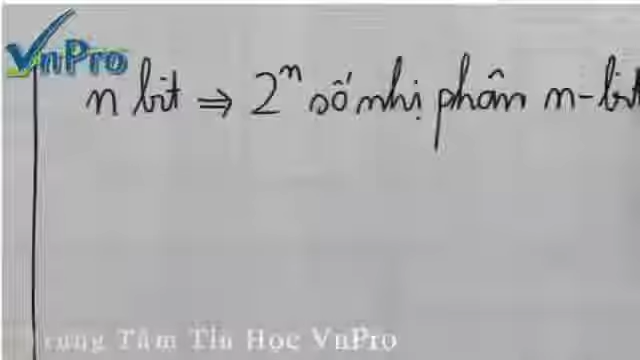 VnPro
n bit ⇒ 2ⁿ số nhị phân n-bit
Trung Tâm Tin Học VnPro